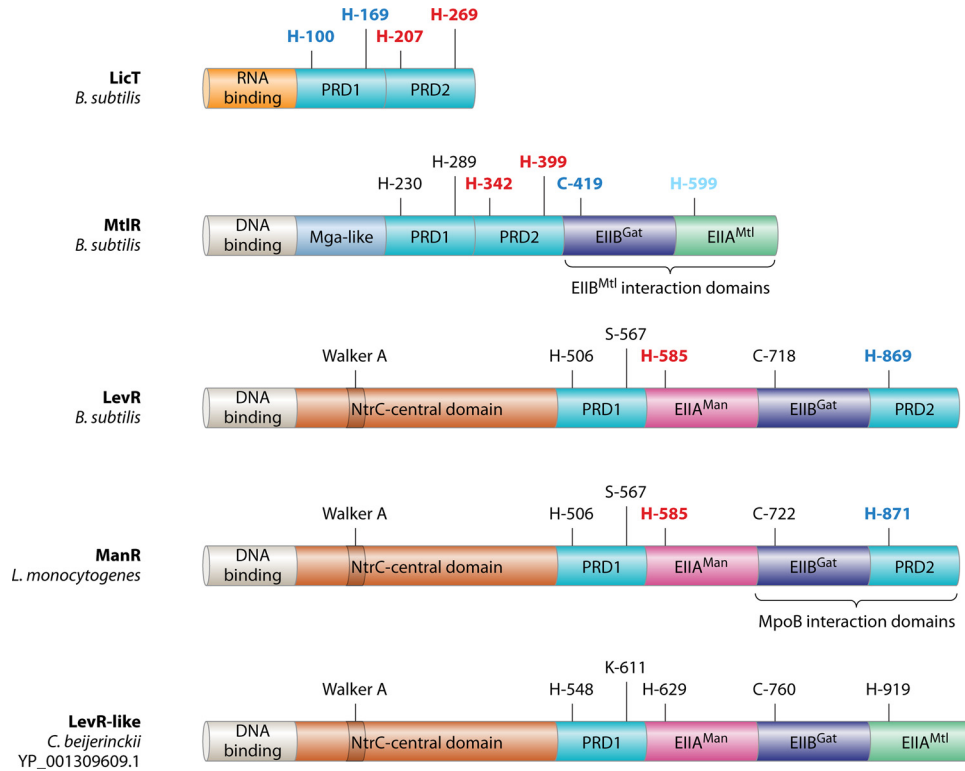 H-169 H-269
H-100 H-207
LicT
B. subtilis
RNA
binding
PRD1 PRD2
H-289 H-399
H-230 H-342 C-419 H-599
MtlR
B. subtilis
DNA
binding
Mga-like PRD1 PRD2 EIIBGat EIIAMtl
EIIBMtl interaction domains
S-567
Walker A H-506 H-585 C-718 H-869
LevR
B. subtilis
DNA
binding
NtrC-central domain PRD1 EIIAMan EIIBGat PRD2
S-567
Walker A H-506 H-585 C-722 H-871
ManR
L. monocytogenes
DNA
binding
NtrC-central domain PRD1 EIIAMan EIIBGat PRD2
MpoB interaction domains
K-611
Walker A H-548 H-629 C-760 H-919
LevR-like
C. beijerinckii
YP_001309609.1
DNA
binding
NtrC-central domain PRD1 EIIAMan EIIBGat EIIAMtl